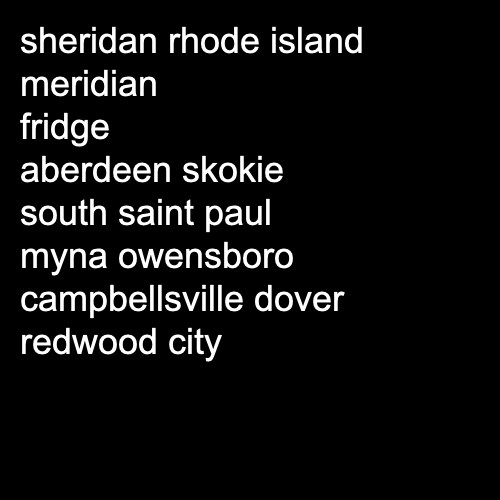 sheridan rhode island
meridian
fridge
aberdeen skokie
south saint paul
myna owensboro
campbellsville dover
redwood city